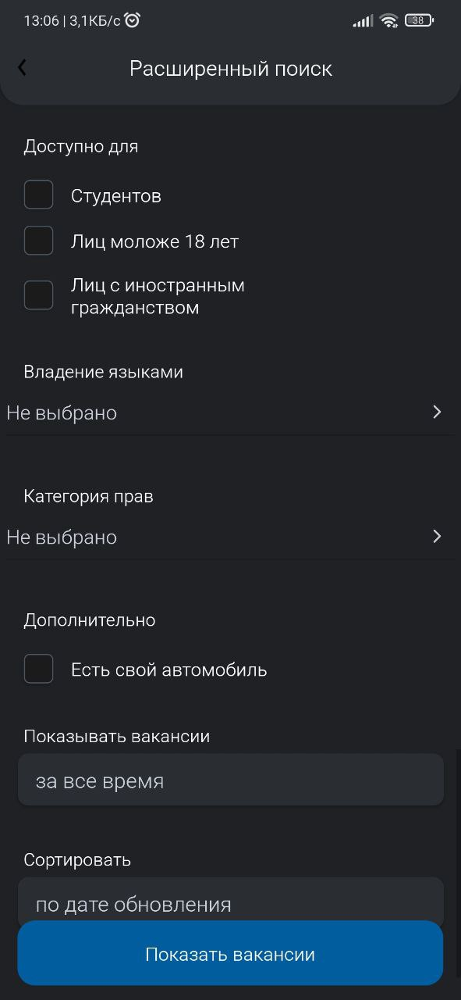 13:06 | 3,1КБ/с
38
Расширенный поиск
Доступно для
Студентов
Лиц моложе 18 лет
Лиц с иностранным
гражданством
Владение языками
Не выбрано
Категория прав
Не выбрано
Дополнительно
Есть свой автомобиль
Показывать вакансии
за все время
Сортировать
по дате обновления
Показать вакансии